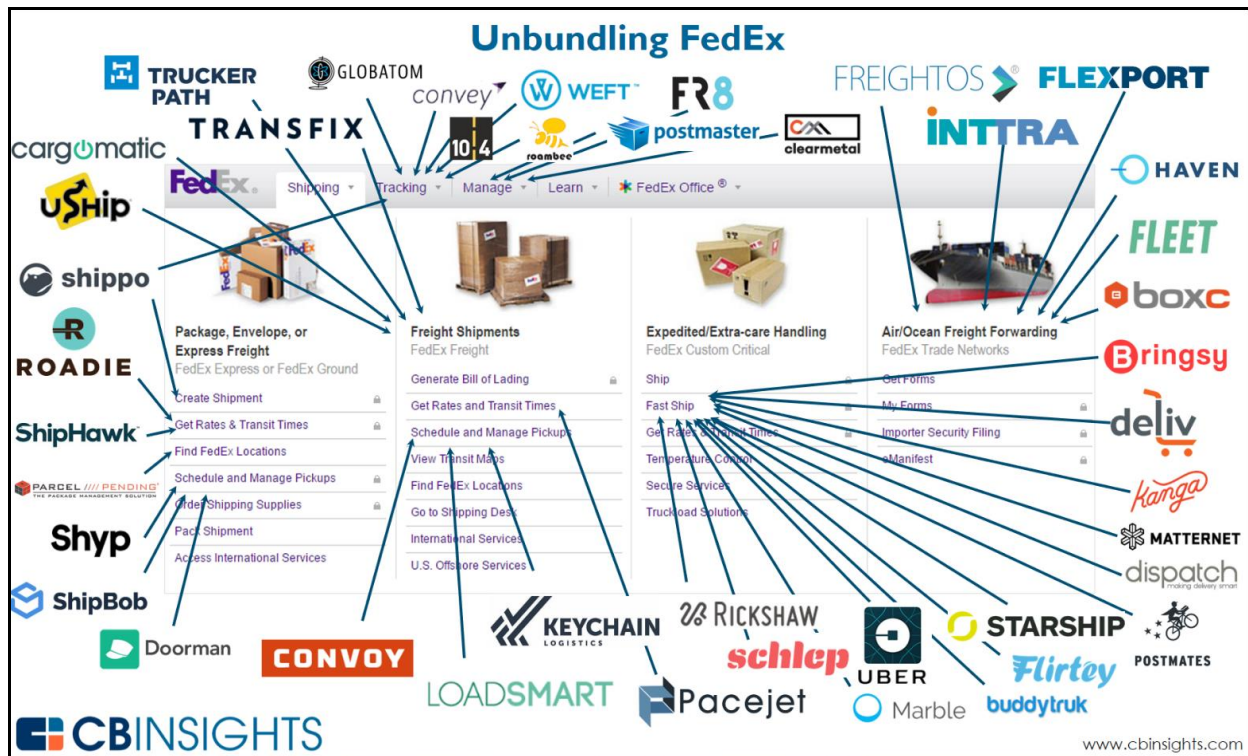 Unbundling FedEx
TRUCKER
PATH
GLOBATOM
convey
WEFT™
FR8
FREIGHTOS®
FLEXPORT
TRANSFIX
10 4
roambee
postmaster
CM
clearmetal
INTTRA
cargomatic
HAVEN
uShip
FedEx®
Shipping
Tracking
Manage
Learn
FedEx Office ®
FLEET
shippo
FedEx
FedEx
boxc
R
ROADIE
Package, Envelope, or
Express Freight
FedEx Express or FedEx Ground
Create Shipment
Get Rates & Transit Times
Find FedEx Locations
Schedule and Manage Pickups
Order Shipping Supplies
Pack Shipment
Access International Services
Freight Shipments
FedEx Freight
Generate Bill of Lading
Get Rates and Transit Times
Schedule and Manage Pickups
View Transit Maps
Find FedEx Locations
Go to Shipping Desk
International Services
U.S. Offshore Services
Expedited/Extra-care Handling
FedEx Custom Critical
Ship
Fast Ship
Get Rates & Transit Times
Temperature Control
Secure Services
Truckload Solutions
Air/Ocean Freight Forwarding
FedEx Trade Networks
Get Forms
My Forms
Importer Security Filing
eManifest
Bringsy
deliv
ShipHawk
PARCEL //// PENDING®
THE PACKAGE MANAGEMENT SOLUTION
Kanga
Shyp
MATTERNET
dispatch
making delivery smart
ShipBob
Doorman
CONVOY
KEYCHAIN
LOGISTICS
RICKSHAW
schlep
UBER
STARSHIP
POSTMATES
Flirtey
LOADSMART
Pacejet
Marble
buddytruk
CBINSIGHTS
www.cbinsights.com